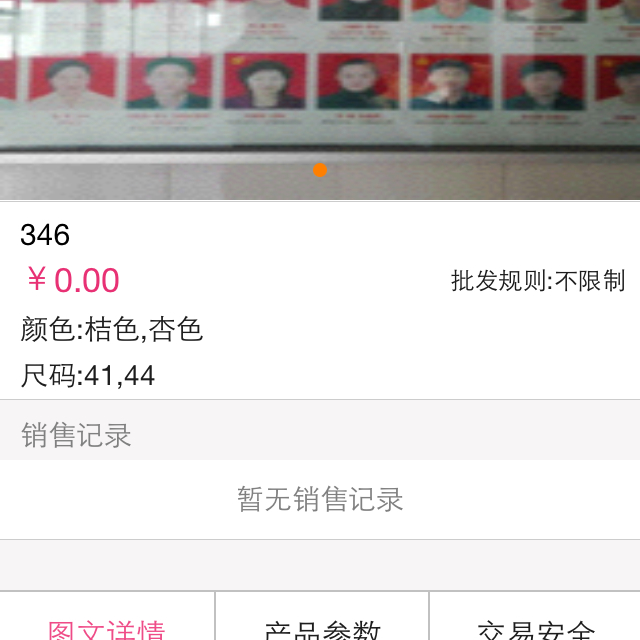 346
￥0.00
批发规则:不限制
颜色:桔色,杏色
尺码:41,44
销售记录
暂无销售记录
图文详情
产品参数
交易安全